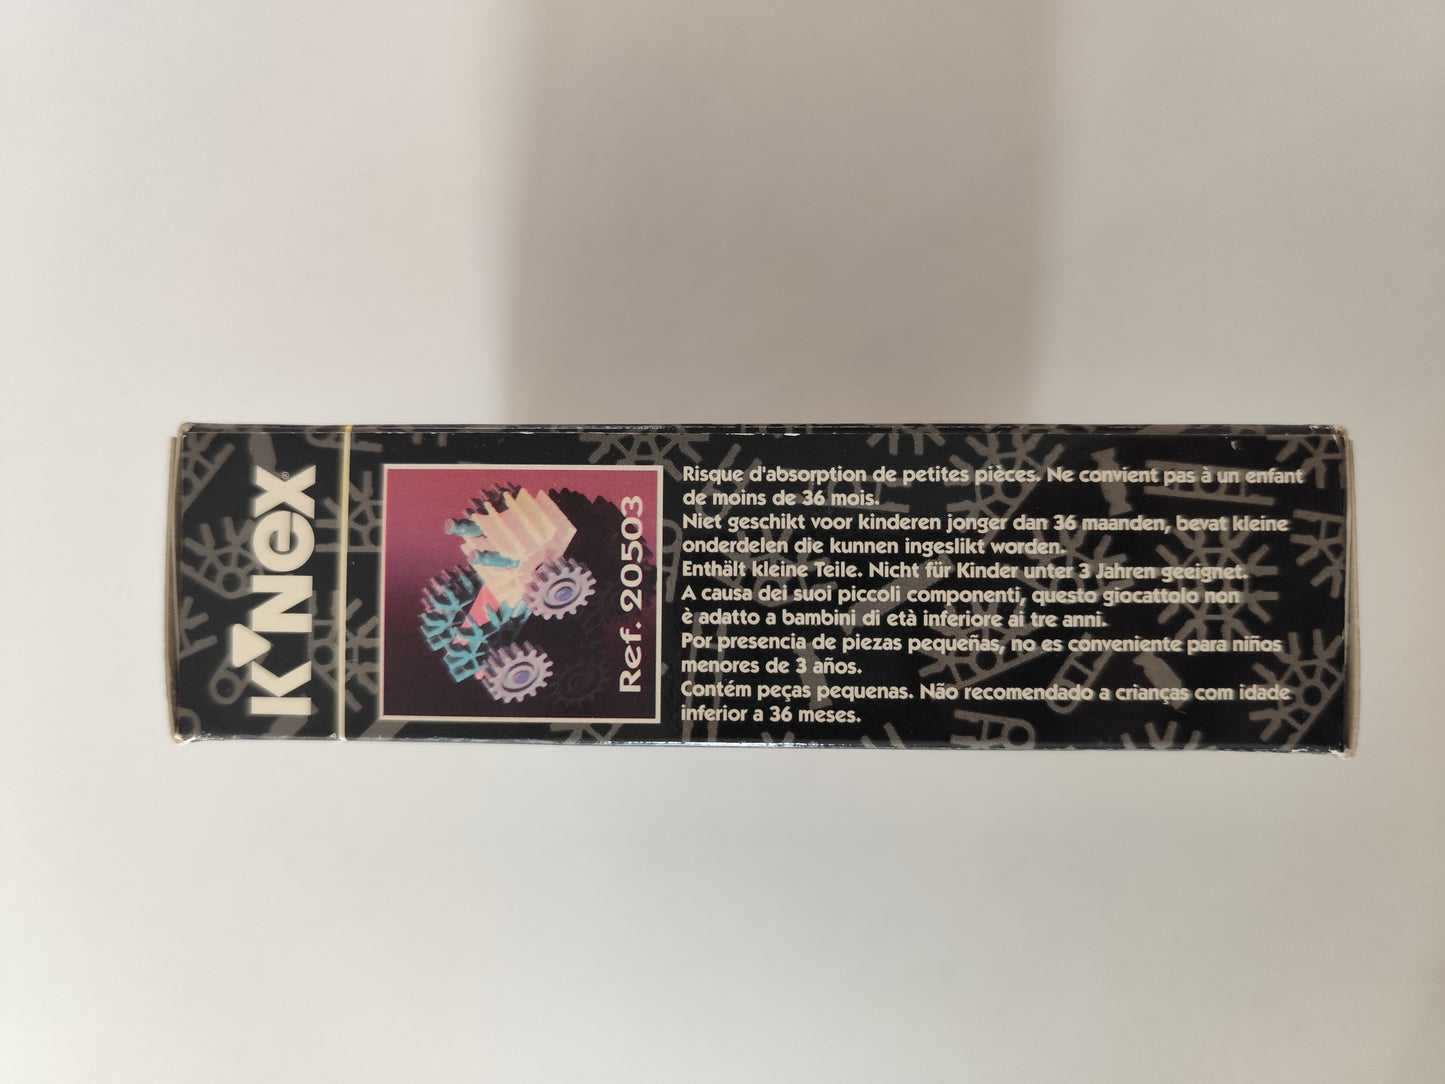 K'NEX®
Ref. 20503
Risque d'absorption de petites pièces. Ne convient pas à un enfant
de moins de 36 mois.
Niet geschikt voor kinderen jonger dan 36 maanden, bevat kleine
onderdelen die kunnen ingeslikt worden.
Enthält kleine Teile. Nicht für Kinder unter 3 Jahren geeignet.
A causa dei suoi piccoli componenti, questo giocattolo non
è adatto a bambini di età inferiore ai tre anni.
Por presencia de piezas pequeñas, no es conveniente para niños
menores de 3 años.
Contém peças pequenas. Não recomendado a crianças com idade
inferior a 36 meses.